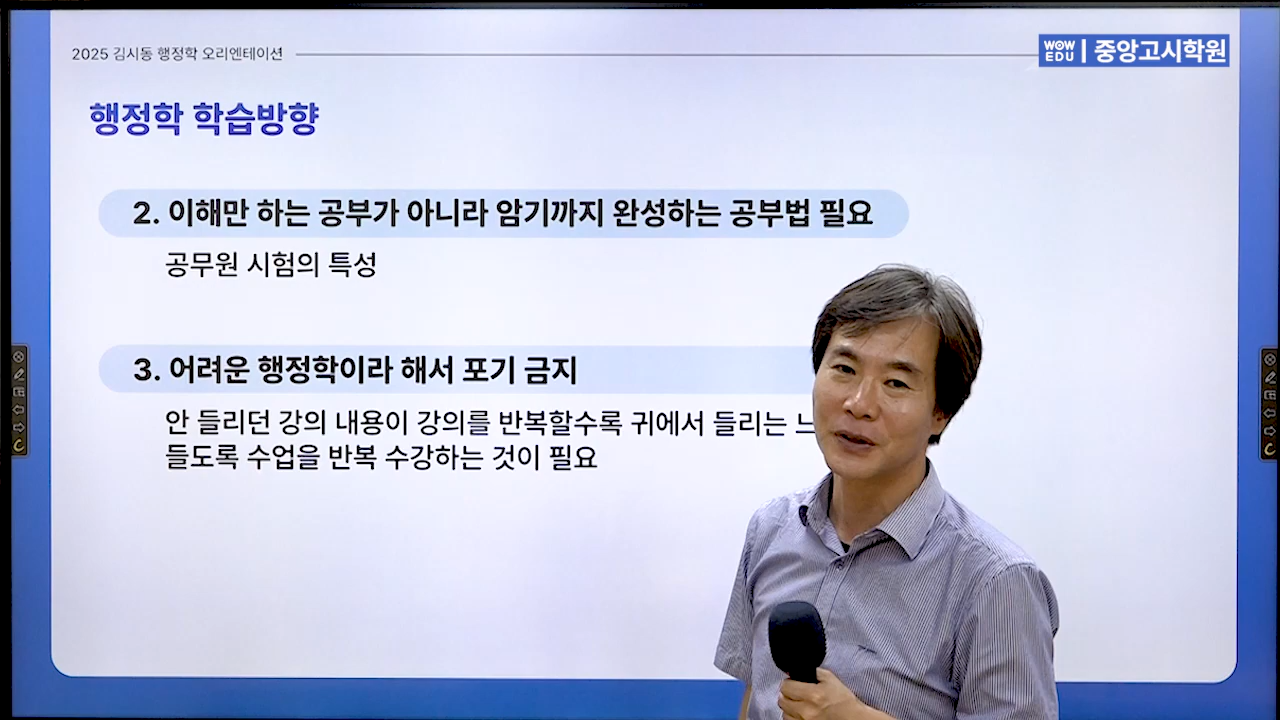 2025 김시동 행정학 오리엔테이션
WOW EDU | 중앙고시학원
행정학 학습방향
2. 이해만 하는 공부가 아니라 암기까지 완성하는 공부법 필요
공무원 시험의 특성
3. 어려운 행정학이라 해서 포기 금지
안 들리던 강의 내용이 강의를 반복할수록 귀에서 들리는
들도록 수업을 반복 수강하는 것이 필요